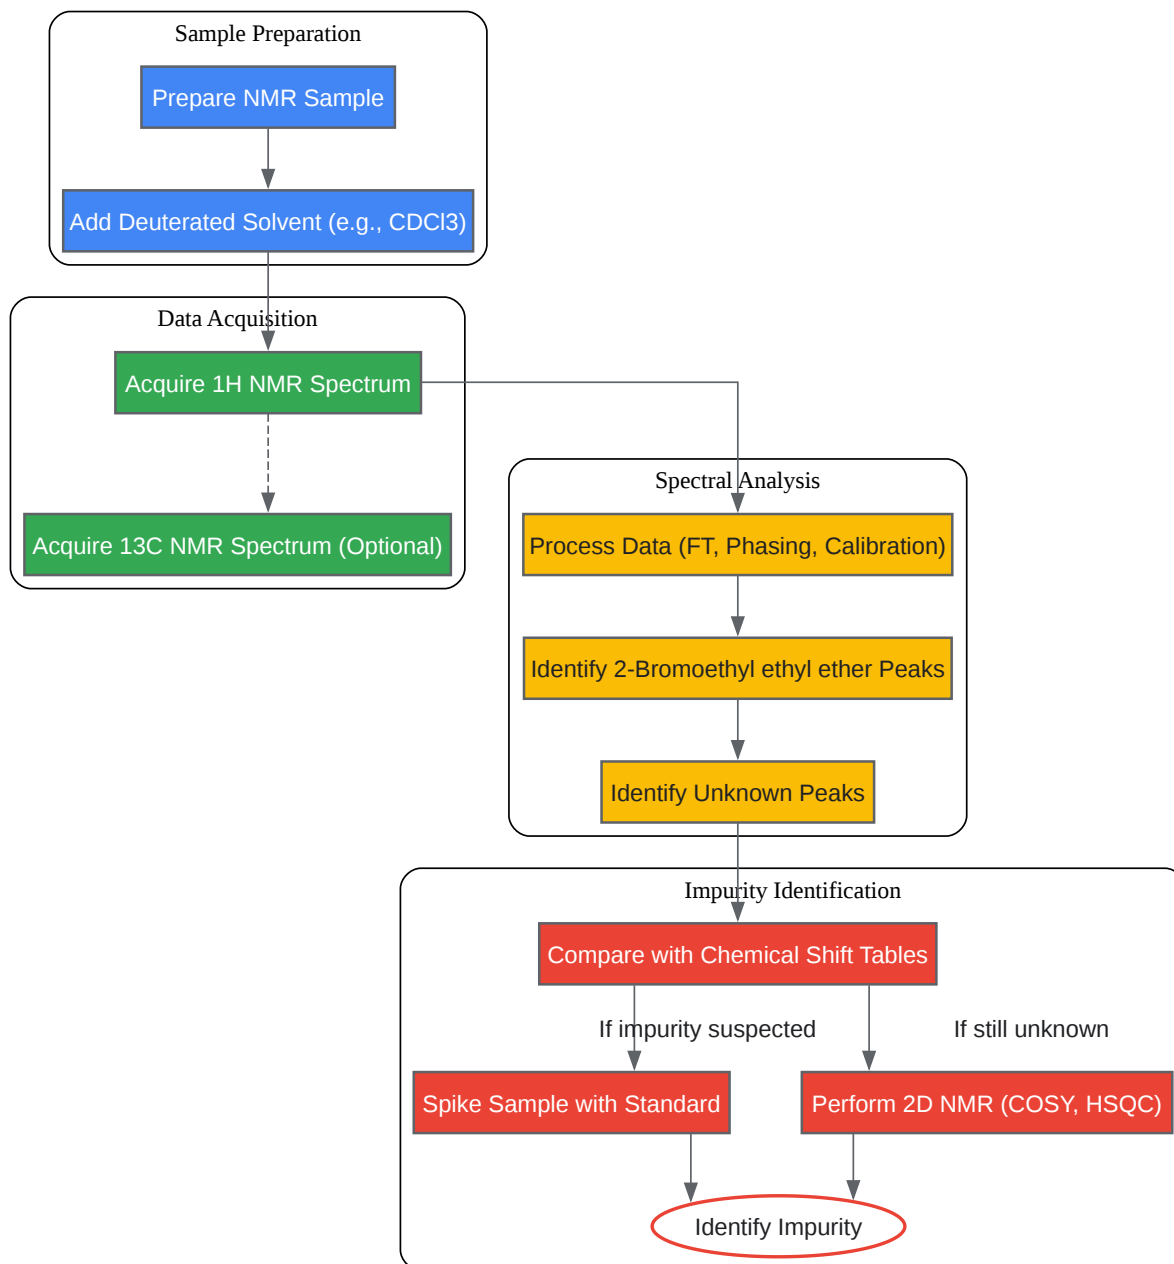 Sample Preparation
Prepare NMR Sample
Add Deuterated Solvent (e.g., CDCl3)
Data Acquisition
Acquire 1H NMR Spectrum
Acquire 13C NMR Spectrum (Optional)
Spectral Analysis
Process Data (FT, Phasing, Calibration)
Identify 2-Bromoethyl ethyl ether Peaks
Identify Unknown Peaks
Impurity Identification
Compare with Chemical Shift Tables
If impurity suspected
If still unknown
Spike Sample with Standard
Perform 2D NMR (COSY, HSQC)
Identify Impurity